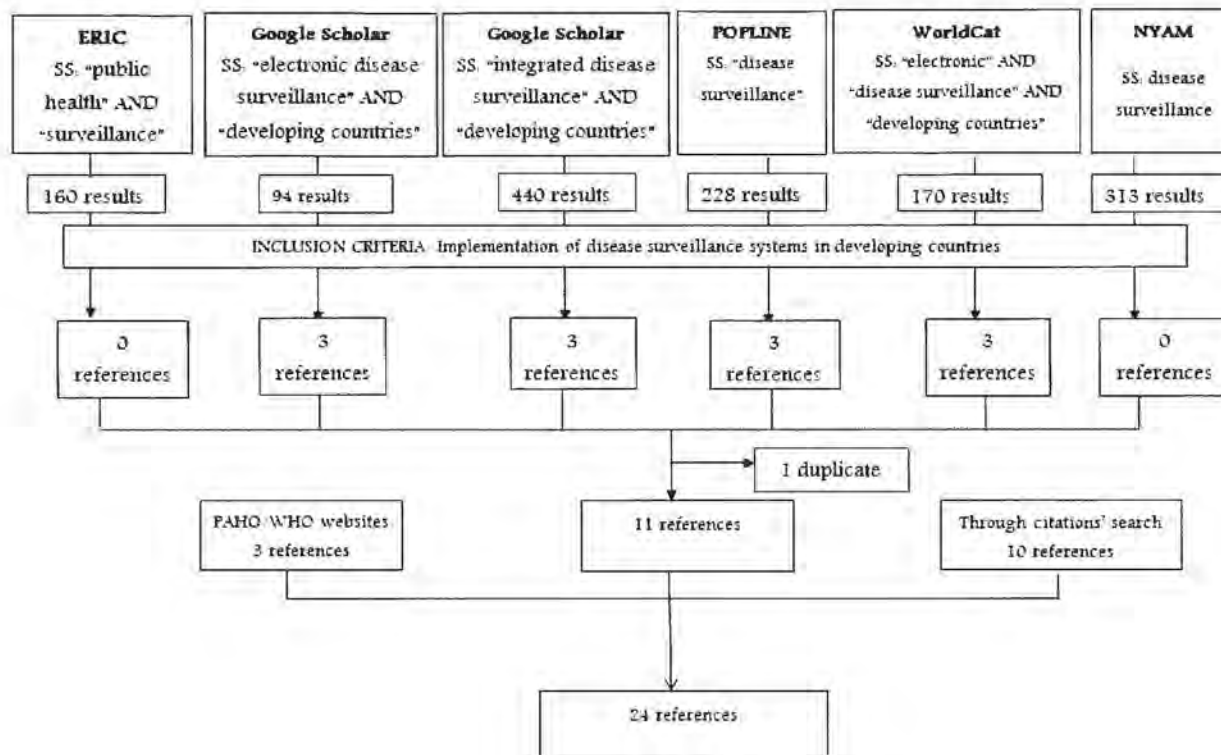 ERIC
SS. "public
health" AND
"surveillance"
Google Scholar
SS. "electronic disease
surveillance" AND
"developing countries"
Google Scholar
SS. "integrated disease
surveillance" AND
"developing countries"
POPLINE
SS. "disease
surveillance"
WorldCat
SS. "electronic" AND
"disease surveillance" AND
"developing countries"
NYAM
SS. disease
surveillance
160 results
94 results
440 results
228 results
170 results
313 results
INCLUSION CRITERIA Implementation of disease surveillance systems in developing countries
0
references
3
references
3
references
3
references
3
references
0
references
1 duplicate
PAHO/WHO websites
3 references
11 references
Through citations' search
10 references
24 references